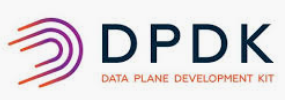 DPDK
DATA PLANE DEVELOPMENT KIT